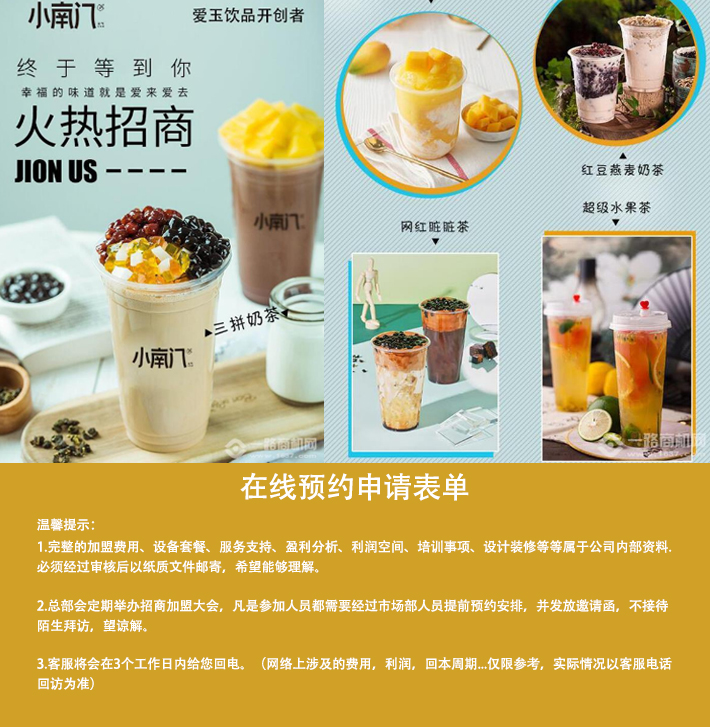 小南门
爱玉饮品开创者
终于等到你
幸福的味道就是爱来爱去
火热招商
JION US ----
小南门
小南门
三拼奶茶
红豆燕麦奶茶
超级水果茶
网红脏脏茶
一路商机网
一路商机网
在线预约申请表单
温馨提示：
1.完整的加盟费用、设备套餐、服务支持、盈利分析、利润空间、培训事项、设计装修等等属于公司内部资料.
必须经过审核后以纸质文件邮寄，希望能够理解。
2.总部会定期举办招商加盟大会，凡是参加人员都需要经过市场部人员提前预约安排，并发放邀请函，不接待
陌生拜访，望谅解。
3.客服将会在3个工作日内给您回电。（网络上涉及的费用，利润，回本周期...仅限参考，实际情况以客服电话
回访为准）